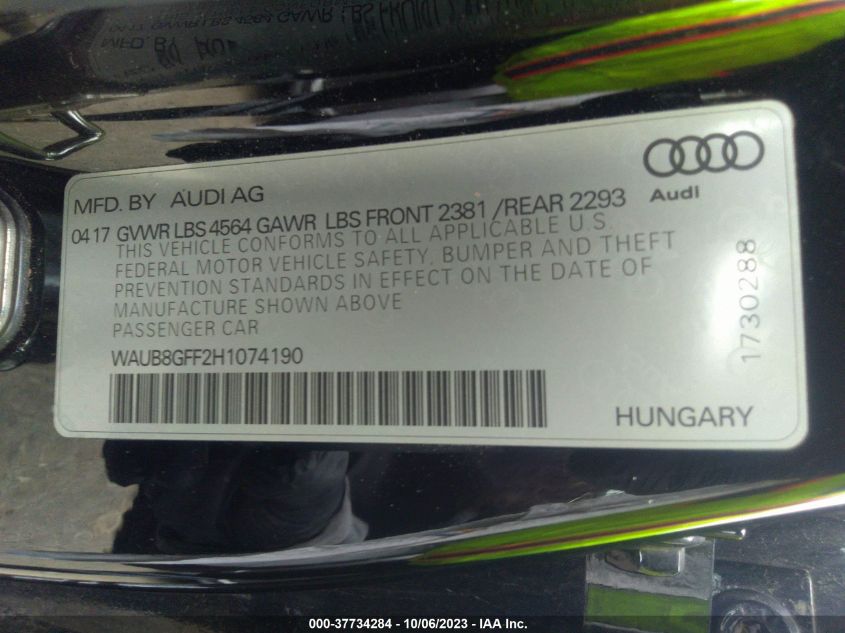 MFD. BY AUDI AG
Audi
04 17 GVWR LBS 4564 GAWR LBS FRONT 2381 /REAR 2293
THIS VEHICLE CONFORMS TO ALL APPLICABLE U.S.
FEDERAL MOTOR VEHICLE SAFETY, BUMPER AND THEFT
PREVENTION STANDARDS IN EFFECT ON THE DATE OF
MANUFACTURE SHOWN ABOVE
PASSENGER CAR
WAUB8GFF2H1074190
HUNGARY
1730288
000-37734284 - 10/06/2023 - IAA Inc.